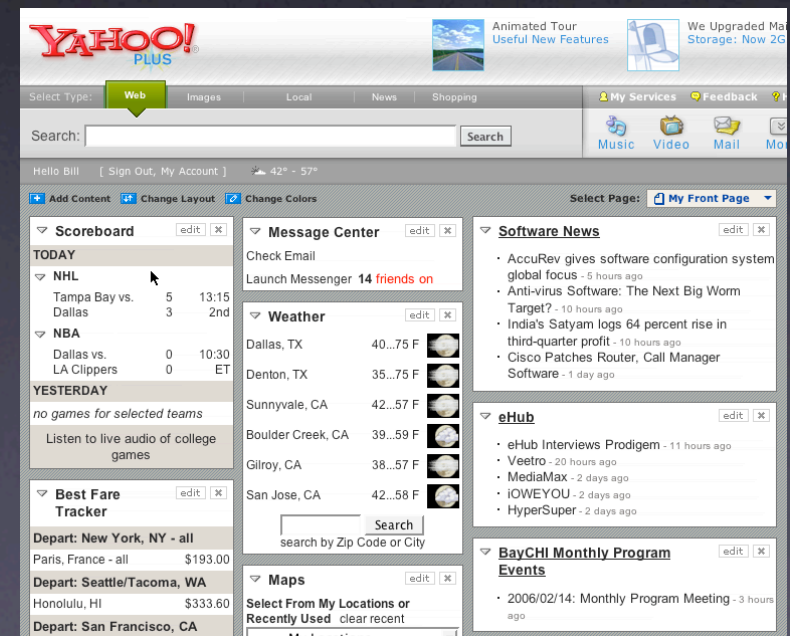 YAHOO!
PLUS
Animated Tour
Useful New Features
We Upgraded Mai
Storage: Now 2G
Select Type:
Web
Images
Local
News
Shopping
My Services
Feedback
Search:
Search
Music
Video
Mail
Mo
Hello Bill
[ Sign Out, My Account ]
42° - 57°
Add Content
Change Layout
Change Colors
Select Page:
My Front Page
Scoreboard
edit
TODAY
NHL
Tampa Bay vs. 5 13:15
Dallas 3 2nd
NBA
Dallas vs. 0 10:30
LA Clippers 0 ET
YESTERDAY
no games for selected teams
Listen to live audio of college
games
Best Fare
Tracker
edit
Depart: New York, NY - all
Paris, France - all $193.00
Depart: Seattle/Tacoma, WA
Honolulu, HI $333.60
Depart: San Francisco, CA
Message Center
edit
Check Email
Launch Messenger 14 friends on
Weather
edit
Dallas, TX 40...75 F
Denton, TX 35...75 F
Sunnyvale, CA 42...57 F
Boulder Creek, CA 39...59 F
Gilroy, CA 38...57 F
San Jose, CA 42...58 F
Search
search by Zip Code or City
Maps
edit
Select From My Locations or
Recently Used clear recent
Software News
edit
· AccuRev gives software configuration system
global focus - 5 hours ago
· Anti-virus Software: The Next Big Worm
Target? - 10 hours ago
· India's Satyam logs 64 percent rise in
third-quarter profit - 10 hours ago
· Cisco Patches Router, Call Manager
Software - 1 day ago
eHub
edit
· eHub Interviews Prodigem - 11 hours ago
· Veetro - 20 hours ago
· MediaMax - 2 days ago
· iOWEYOU - 2 days ago
· HyperSuper - 2 days ago
BayCHI Monthly Program
Events
edit
· 2006/02/14: Monthly Program Meeting - 3 hours
ago